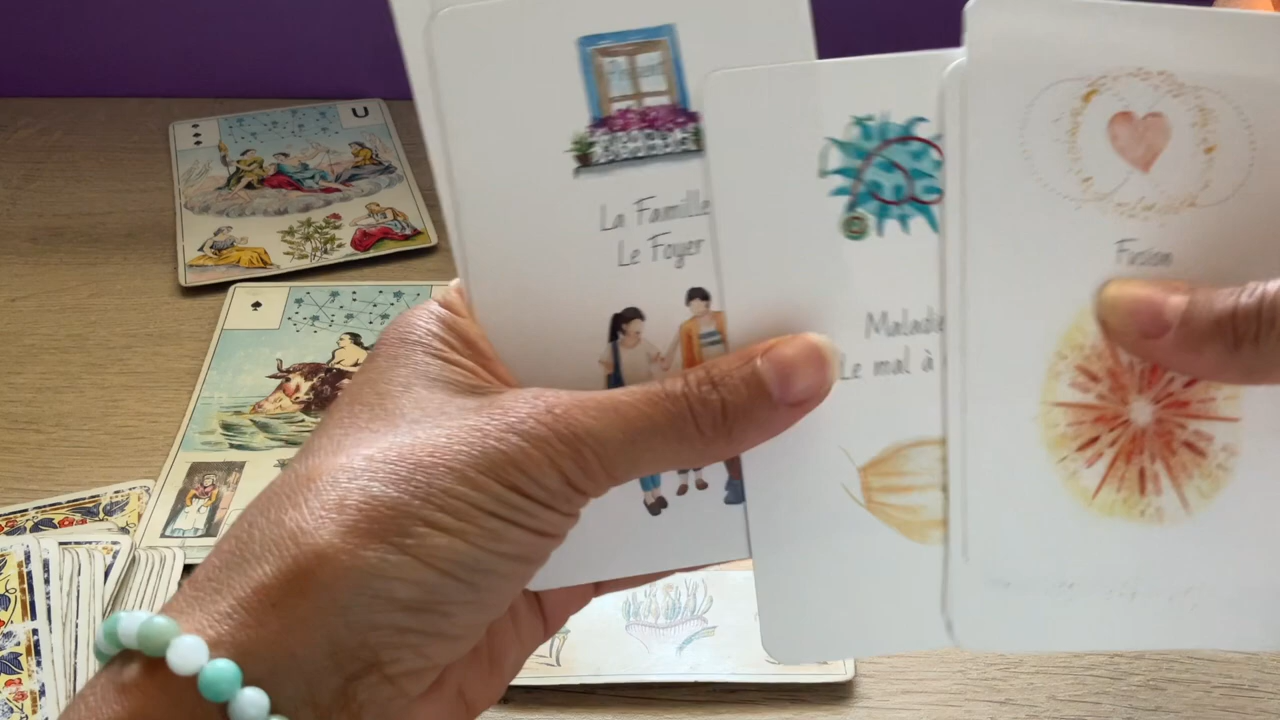 U
La Famille
Le Foyer
Maladie
Le mal à
Fusion